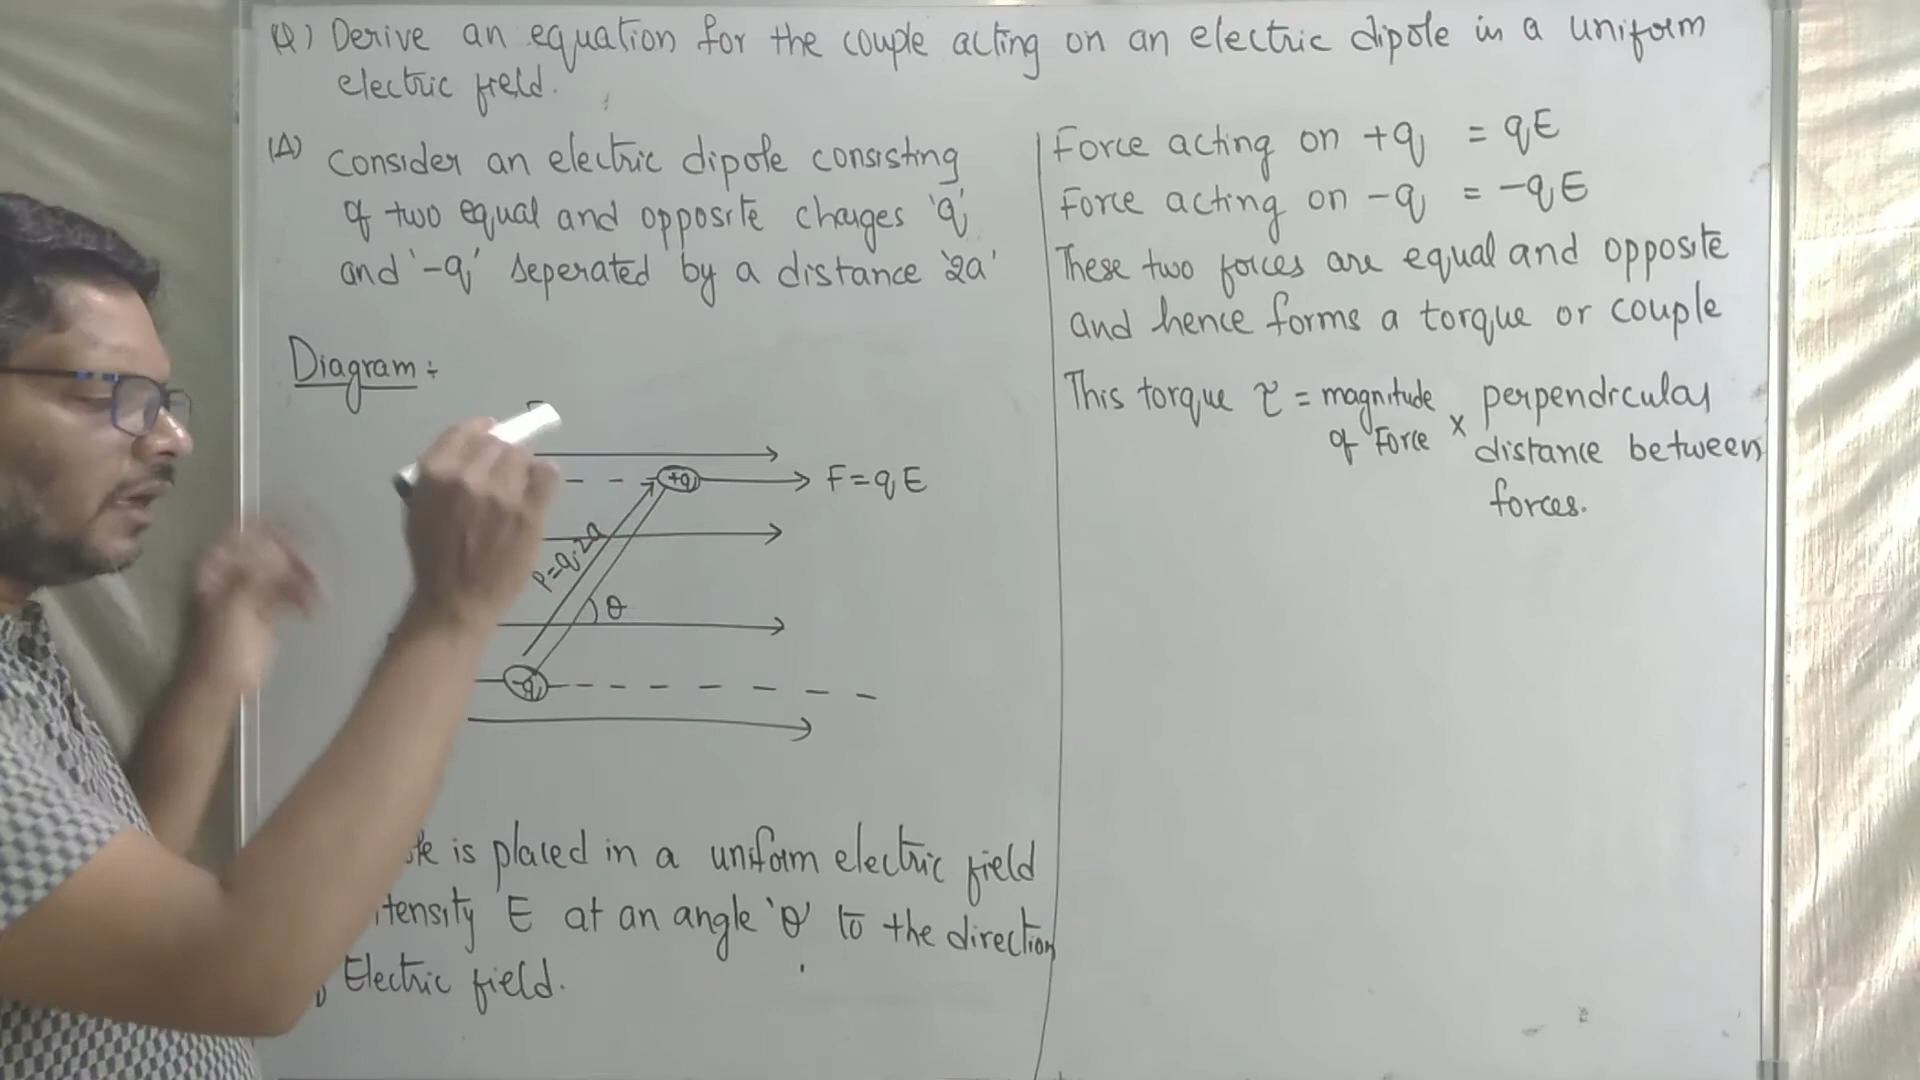 Q) Derive an equation for the couple acting on an electric dipole in a uniform
electric field.
(A) Consider an electric dipole consisting
of two equal and opposite charges 'q'
and '-q' seperated by a distance '2a'
Diagram:
+q
F=qE
P=q.2a
θ
-q
is placed in a uniform electric field
E at an angle 'θ' to the direction
Electric field.
Force acting on +q = qE
Force acting on -q = -qE
These two forces are equal and opposite
and hence forms a torque or couple
This torque τ = magnitude of Force × perpendicular
distance between
forces.